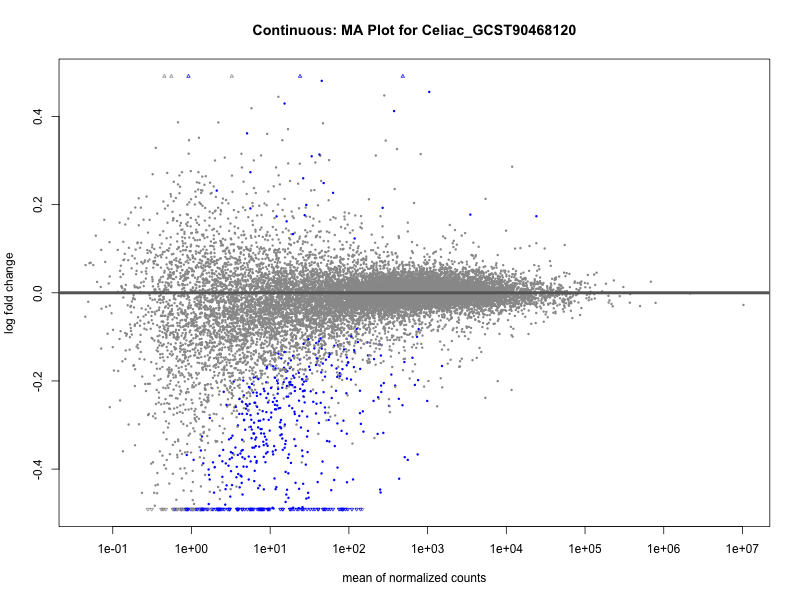 Continuous: MA Plot for Celiac_GCST90468120
log fold change
0.4
0.2
0.0
-0.2
-0.4
1e-01 1e+00 1e+01 1e+02 1e+03 1e+04 1e+05 1e+06 1e+07
mean of normalized counts